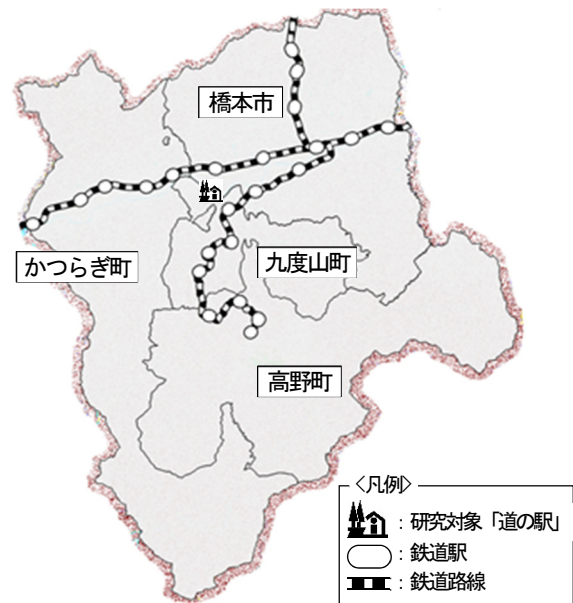 橋本市
かつらぎ町
九度山町
高野町
〈凡例〉
：研究対象「道の駅」
：鉄道駅
：鉄道路線